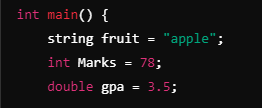 int main() {
    string fruit = "apple";
    int Marks = 78;
    double gpa = 3.5;